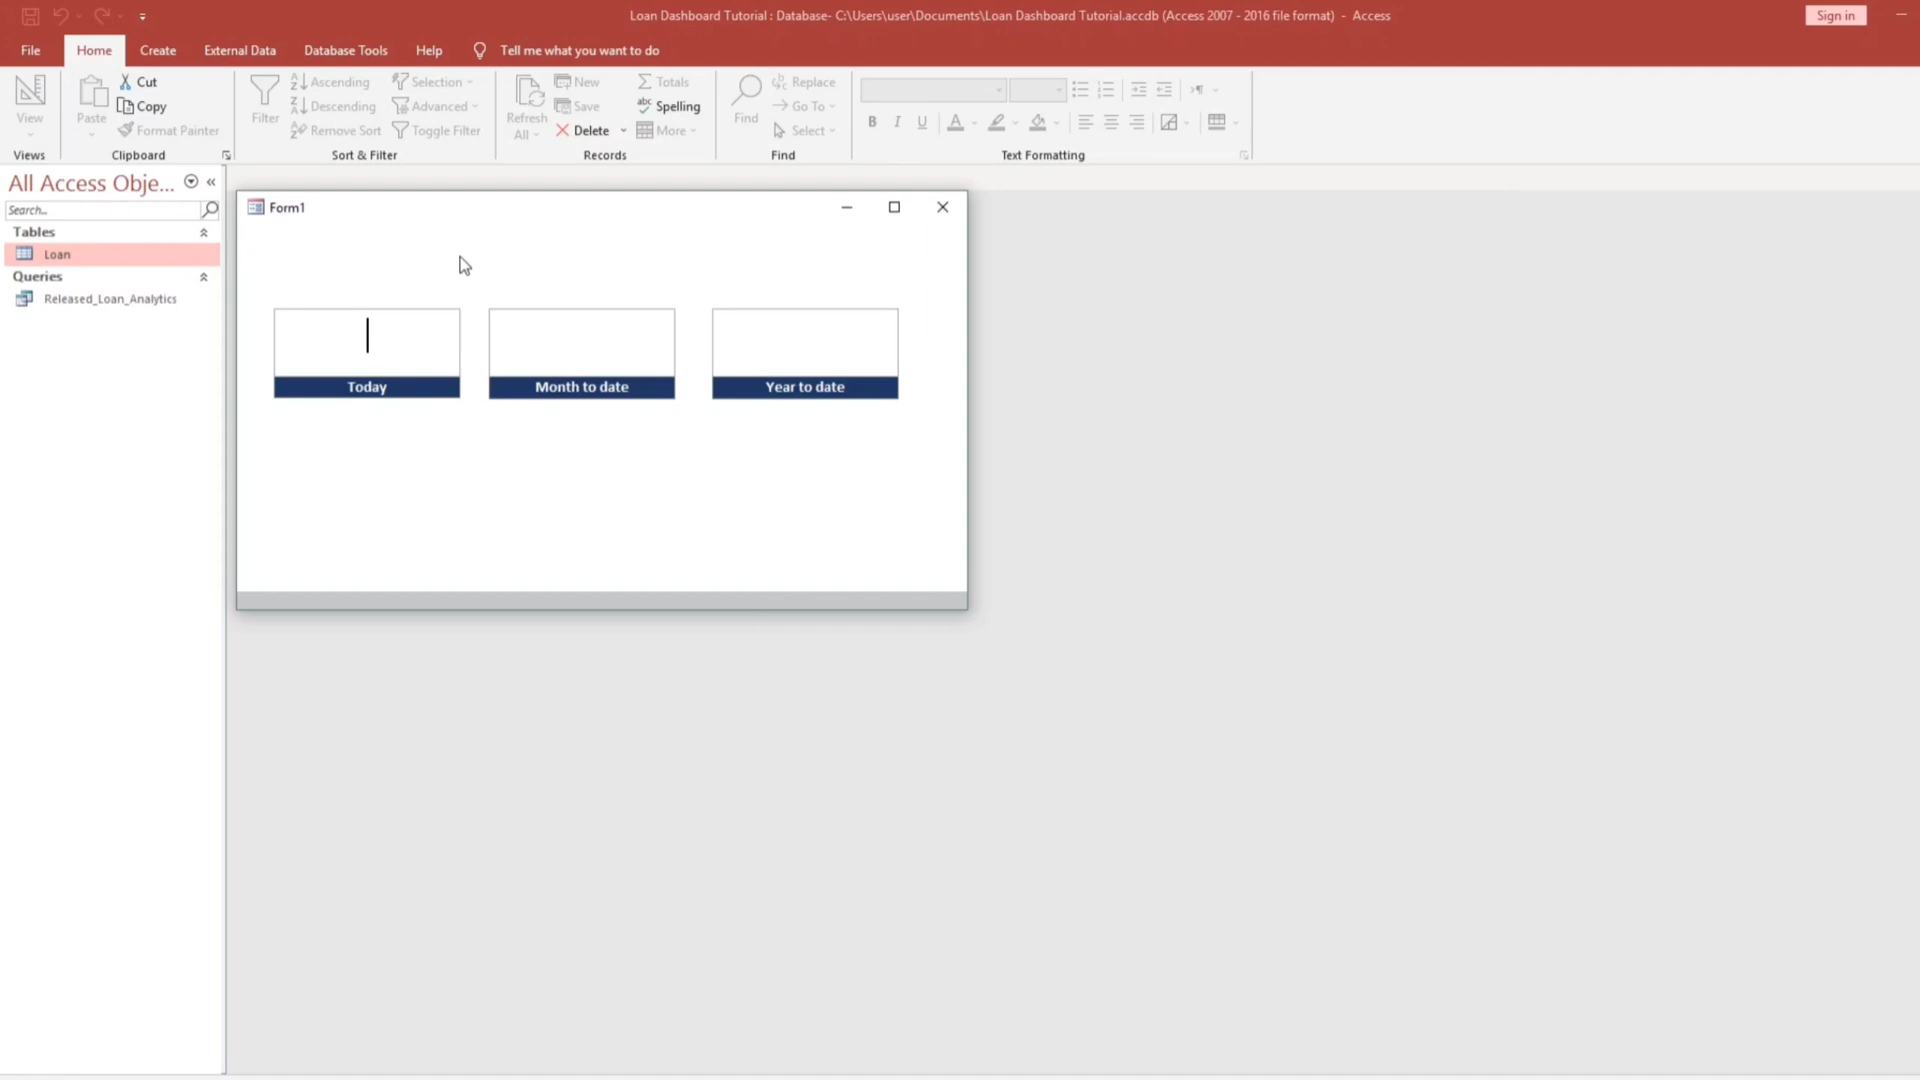 Loan Dashboard Tutorial : Database- C:\Users\user\Documents\Loan Dashboard Tutorial.accdb (Access 2007 - 2016 file format) - Access
Sign in
File Home Create External Data Database Tools Help Tell me what you want to do
View
Views
Paste
Cut
Copy
Format Painter
Clipboard
Filter
Ascending
Descending
Remove Sort
Selection
Advanced
Toggle Filter
Sort & Filter
Refresh
All
New
Save
Delete
Totals
Spelling
More
Records
Find
Replace
Go To
Select
Find
B I U A
Text Formatting
All Access Obje...
Search...
Tables
Loan
Queries
Released_Loan_Analytics
Form1
Today
Month to date
Year to date